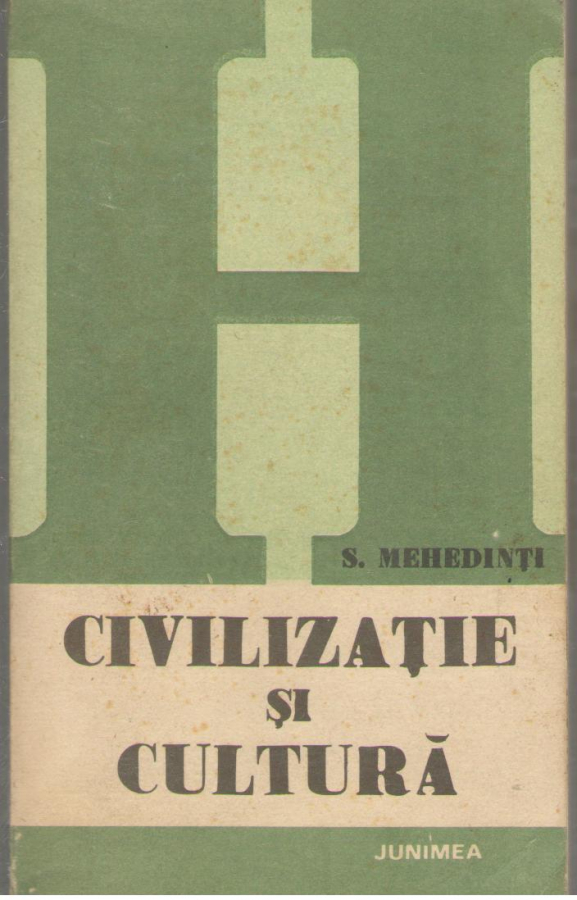 H
S. MEHEDINȚI
CIVILIZAȚIE
ȘI
CULTURĂ
JUNIMEA